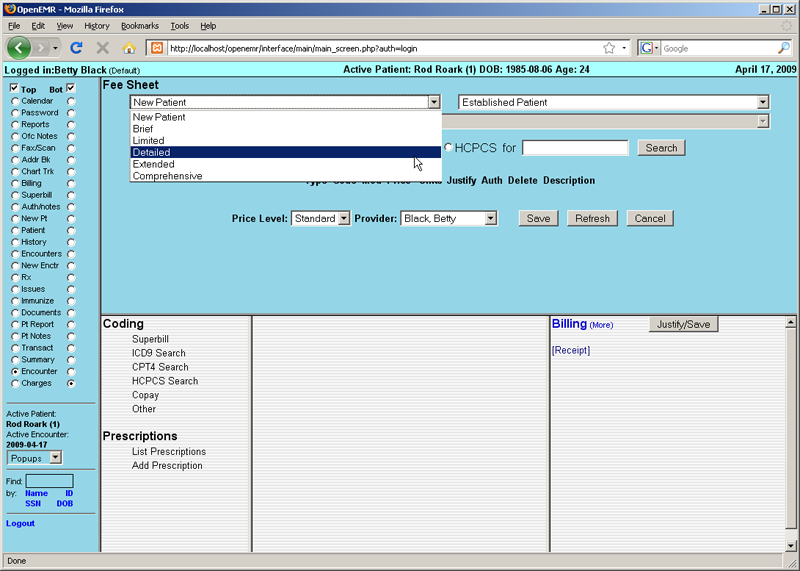 OpenEMR - Mozilla Firefox
File Edit View History Bookmarks Tools Help
http://localhost/openemr/interface/main/main_screen.php?auth=login
Google
Logged in:Betty Black (Default)
Active Patient: Rod Roark (1) DOB: 1985-08-06 Age: 24
April 17, 2009
Top Bot
Calendar
Password
Reports
Ofc Notes
Fax/Scan
Addr Bk
Chart Trk
Billing
Superbill
Auth/notes
New Pt
Patient
History
Encounters
New Enctr
Rx
Issues
Immunize
Documents
Pt Report
Pt Notes
Transact
Summary
Encounter
Charges
Active Patient:
Rod Roark (1)
Active Encounter:
2009-04-17
Popups
Find:
by: Name ID
SSN DOB
Logout
Fee Sheet
New Patient
Established Patient
New Patient
Brief
Limited
Detailed
Extended
Comprehensive
HCPCS for
Search
Justify Auth Delete Description
Price Level: Standard Provider: Black, Betty Save Refresh Cancel
Coding
Superbill
ICD9 Search
CPT4 Search
HCPCS Search
Copay
Other
Prescriptions
List Prescriptions
Add Prescription
Billing (More)
Justify/Save
[Receipt]
Done